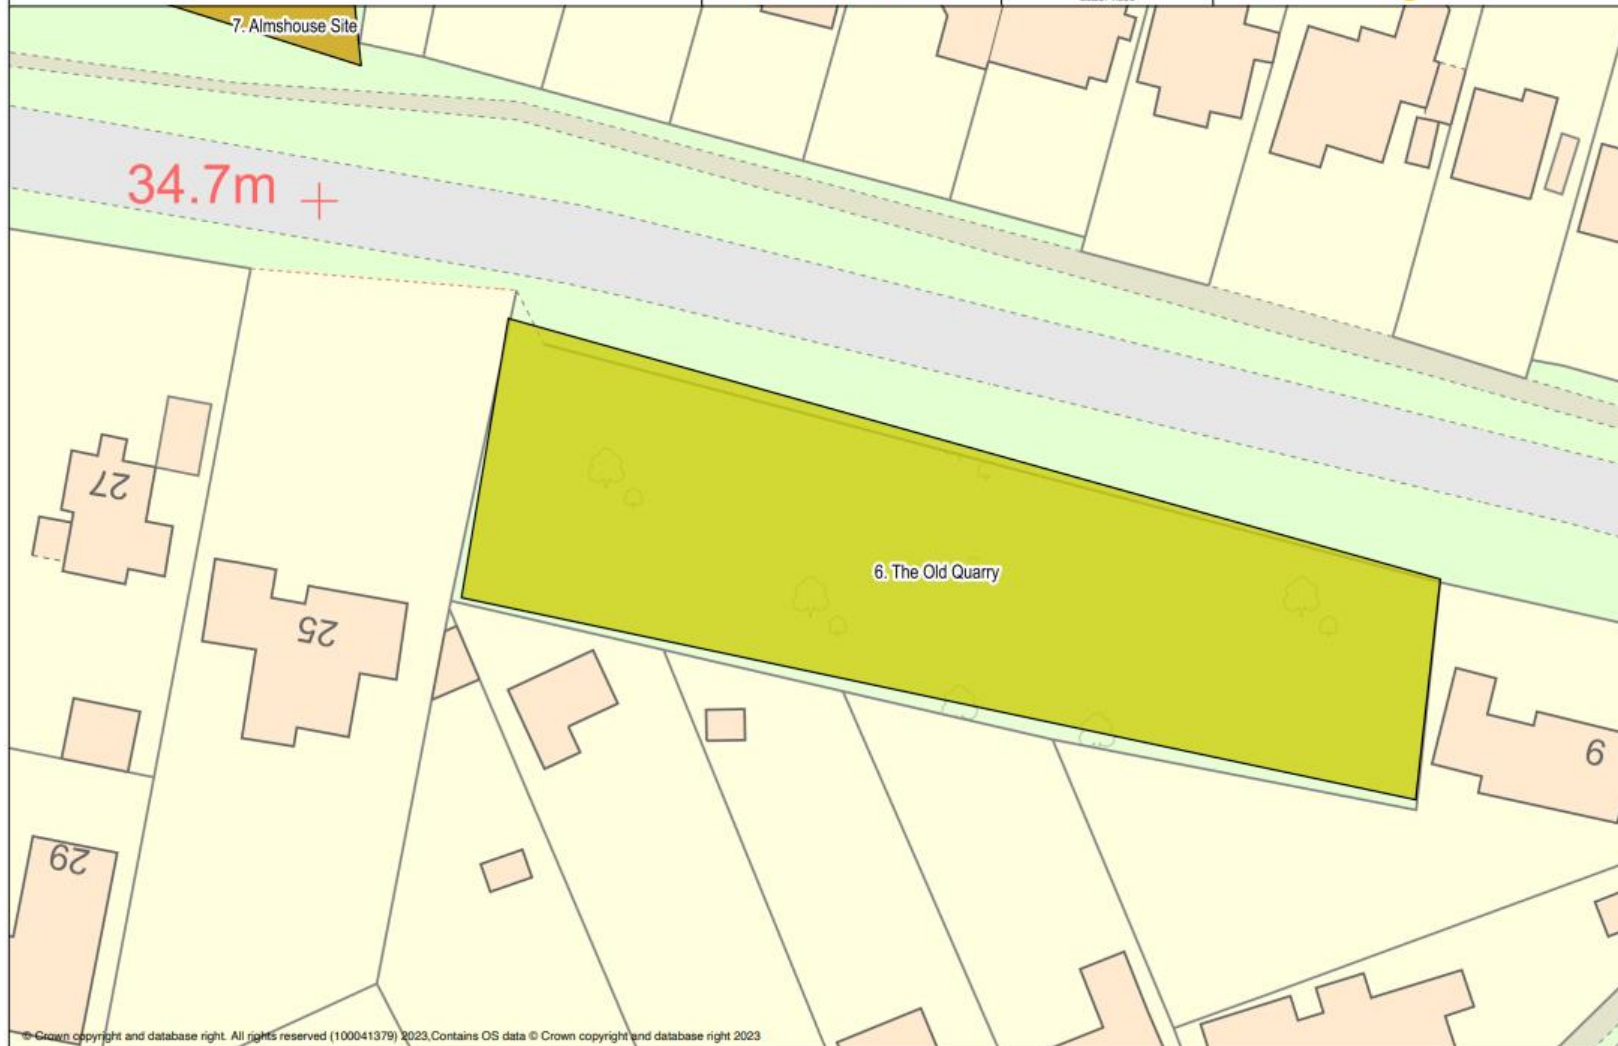 7. Almshouse Site
34.7m
27
25
6. The Old Quarry
9
29
© Crown copyright and database right. All rights reserved (100041379) 2023,Contains OS data © Crown copyright and database right 2023